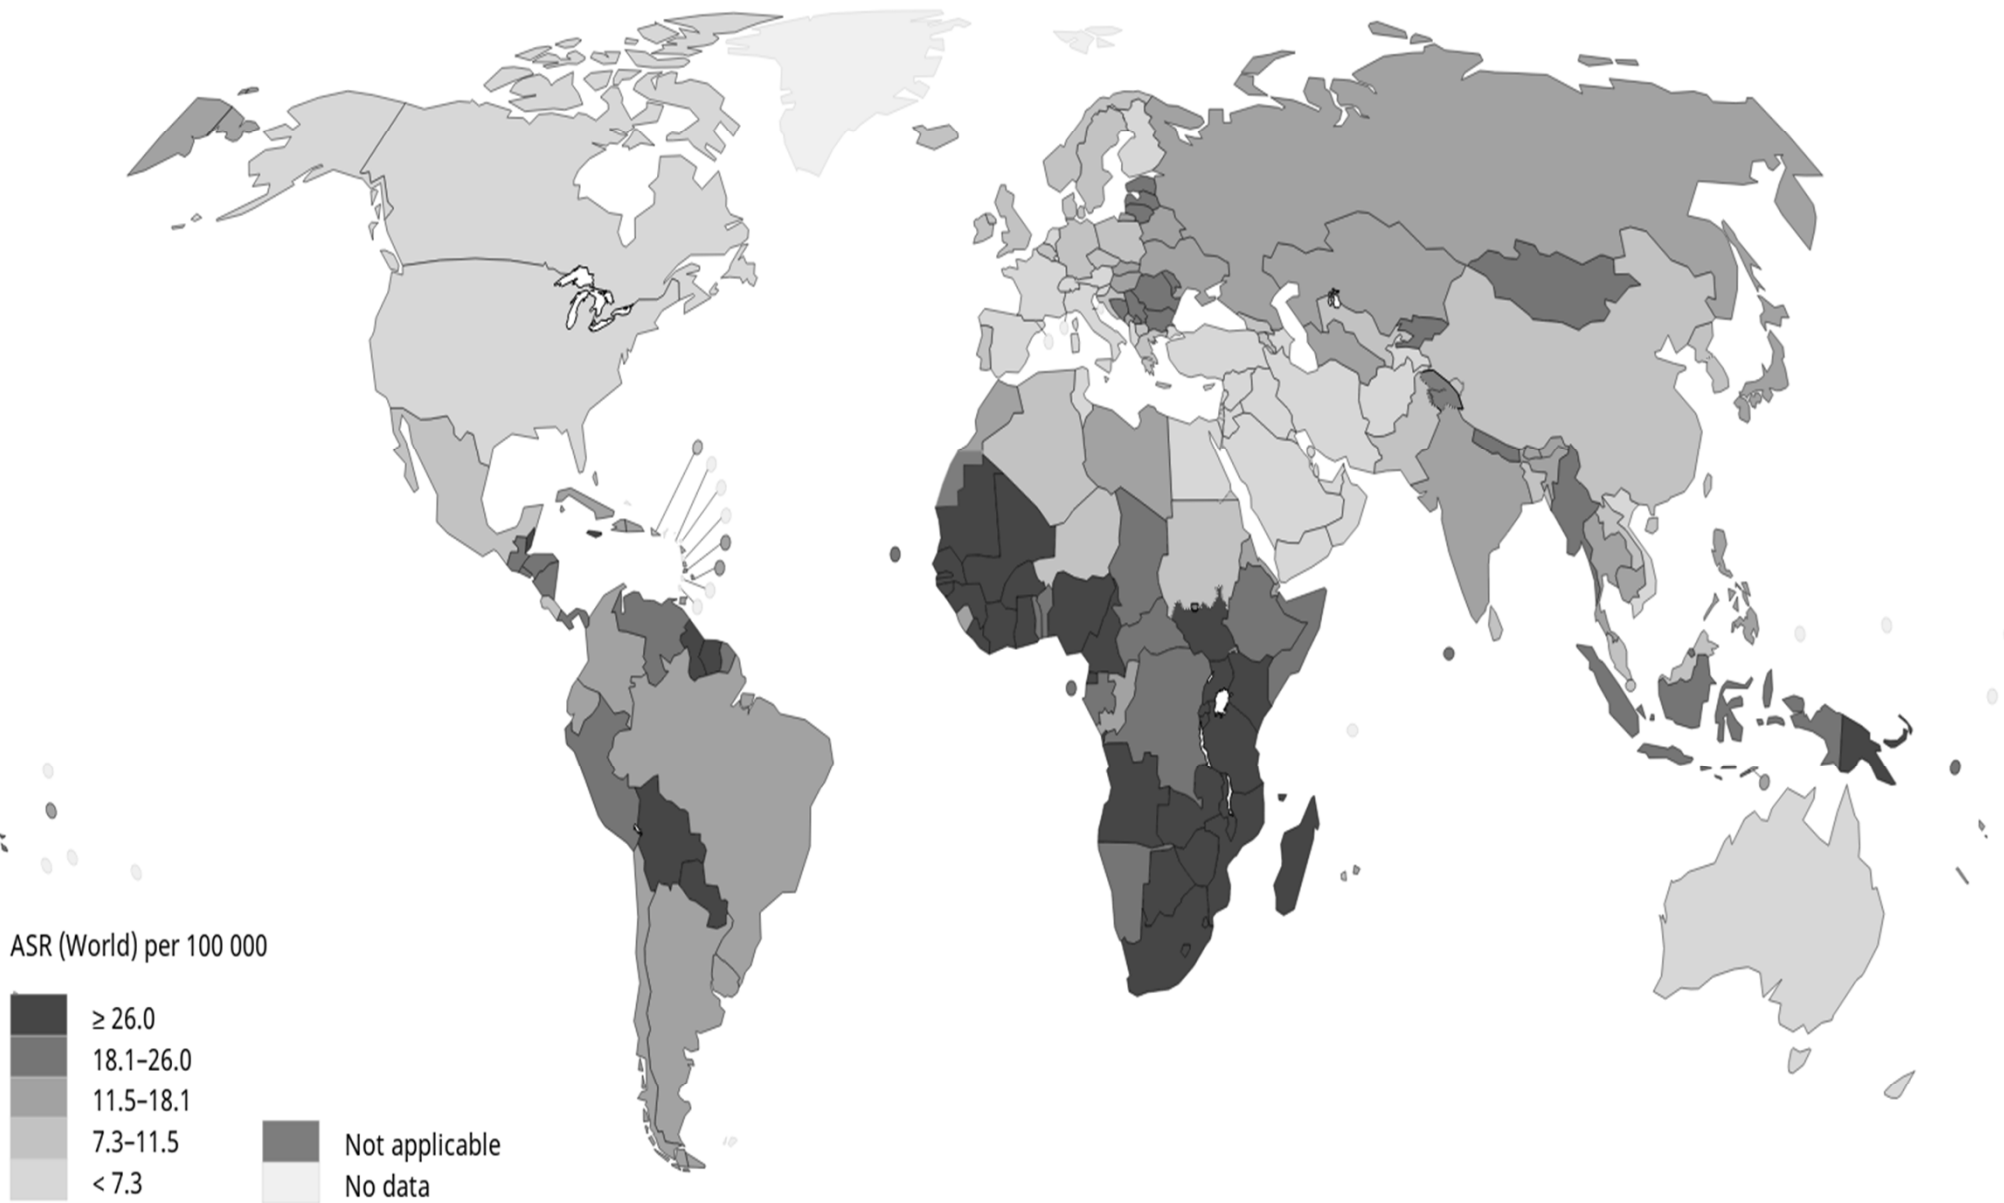 ASR (World) per 100 000
≥ 26.0
18.1–26.0
11.5–18.1
7.3–11.5
< 7.3
Not applicable
No data